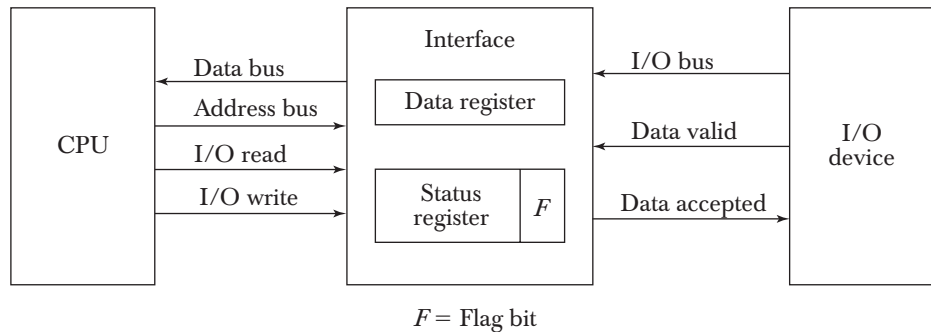 CPU
Data bus
Address bus
I/O read
I/O write
Interface
Data register
Status
register
F
I/O bus
Data valid
Data accepted
I/O
device
F = Flag bit